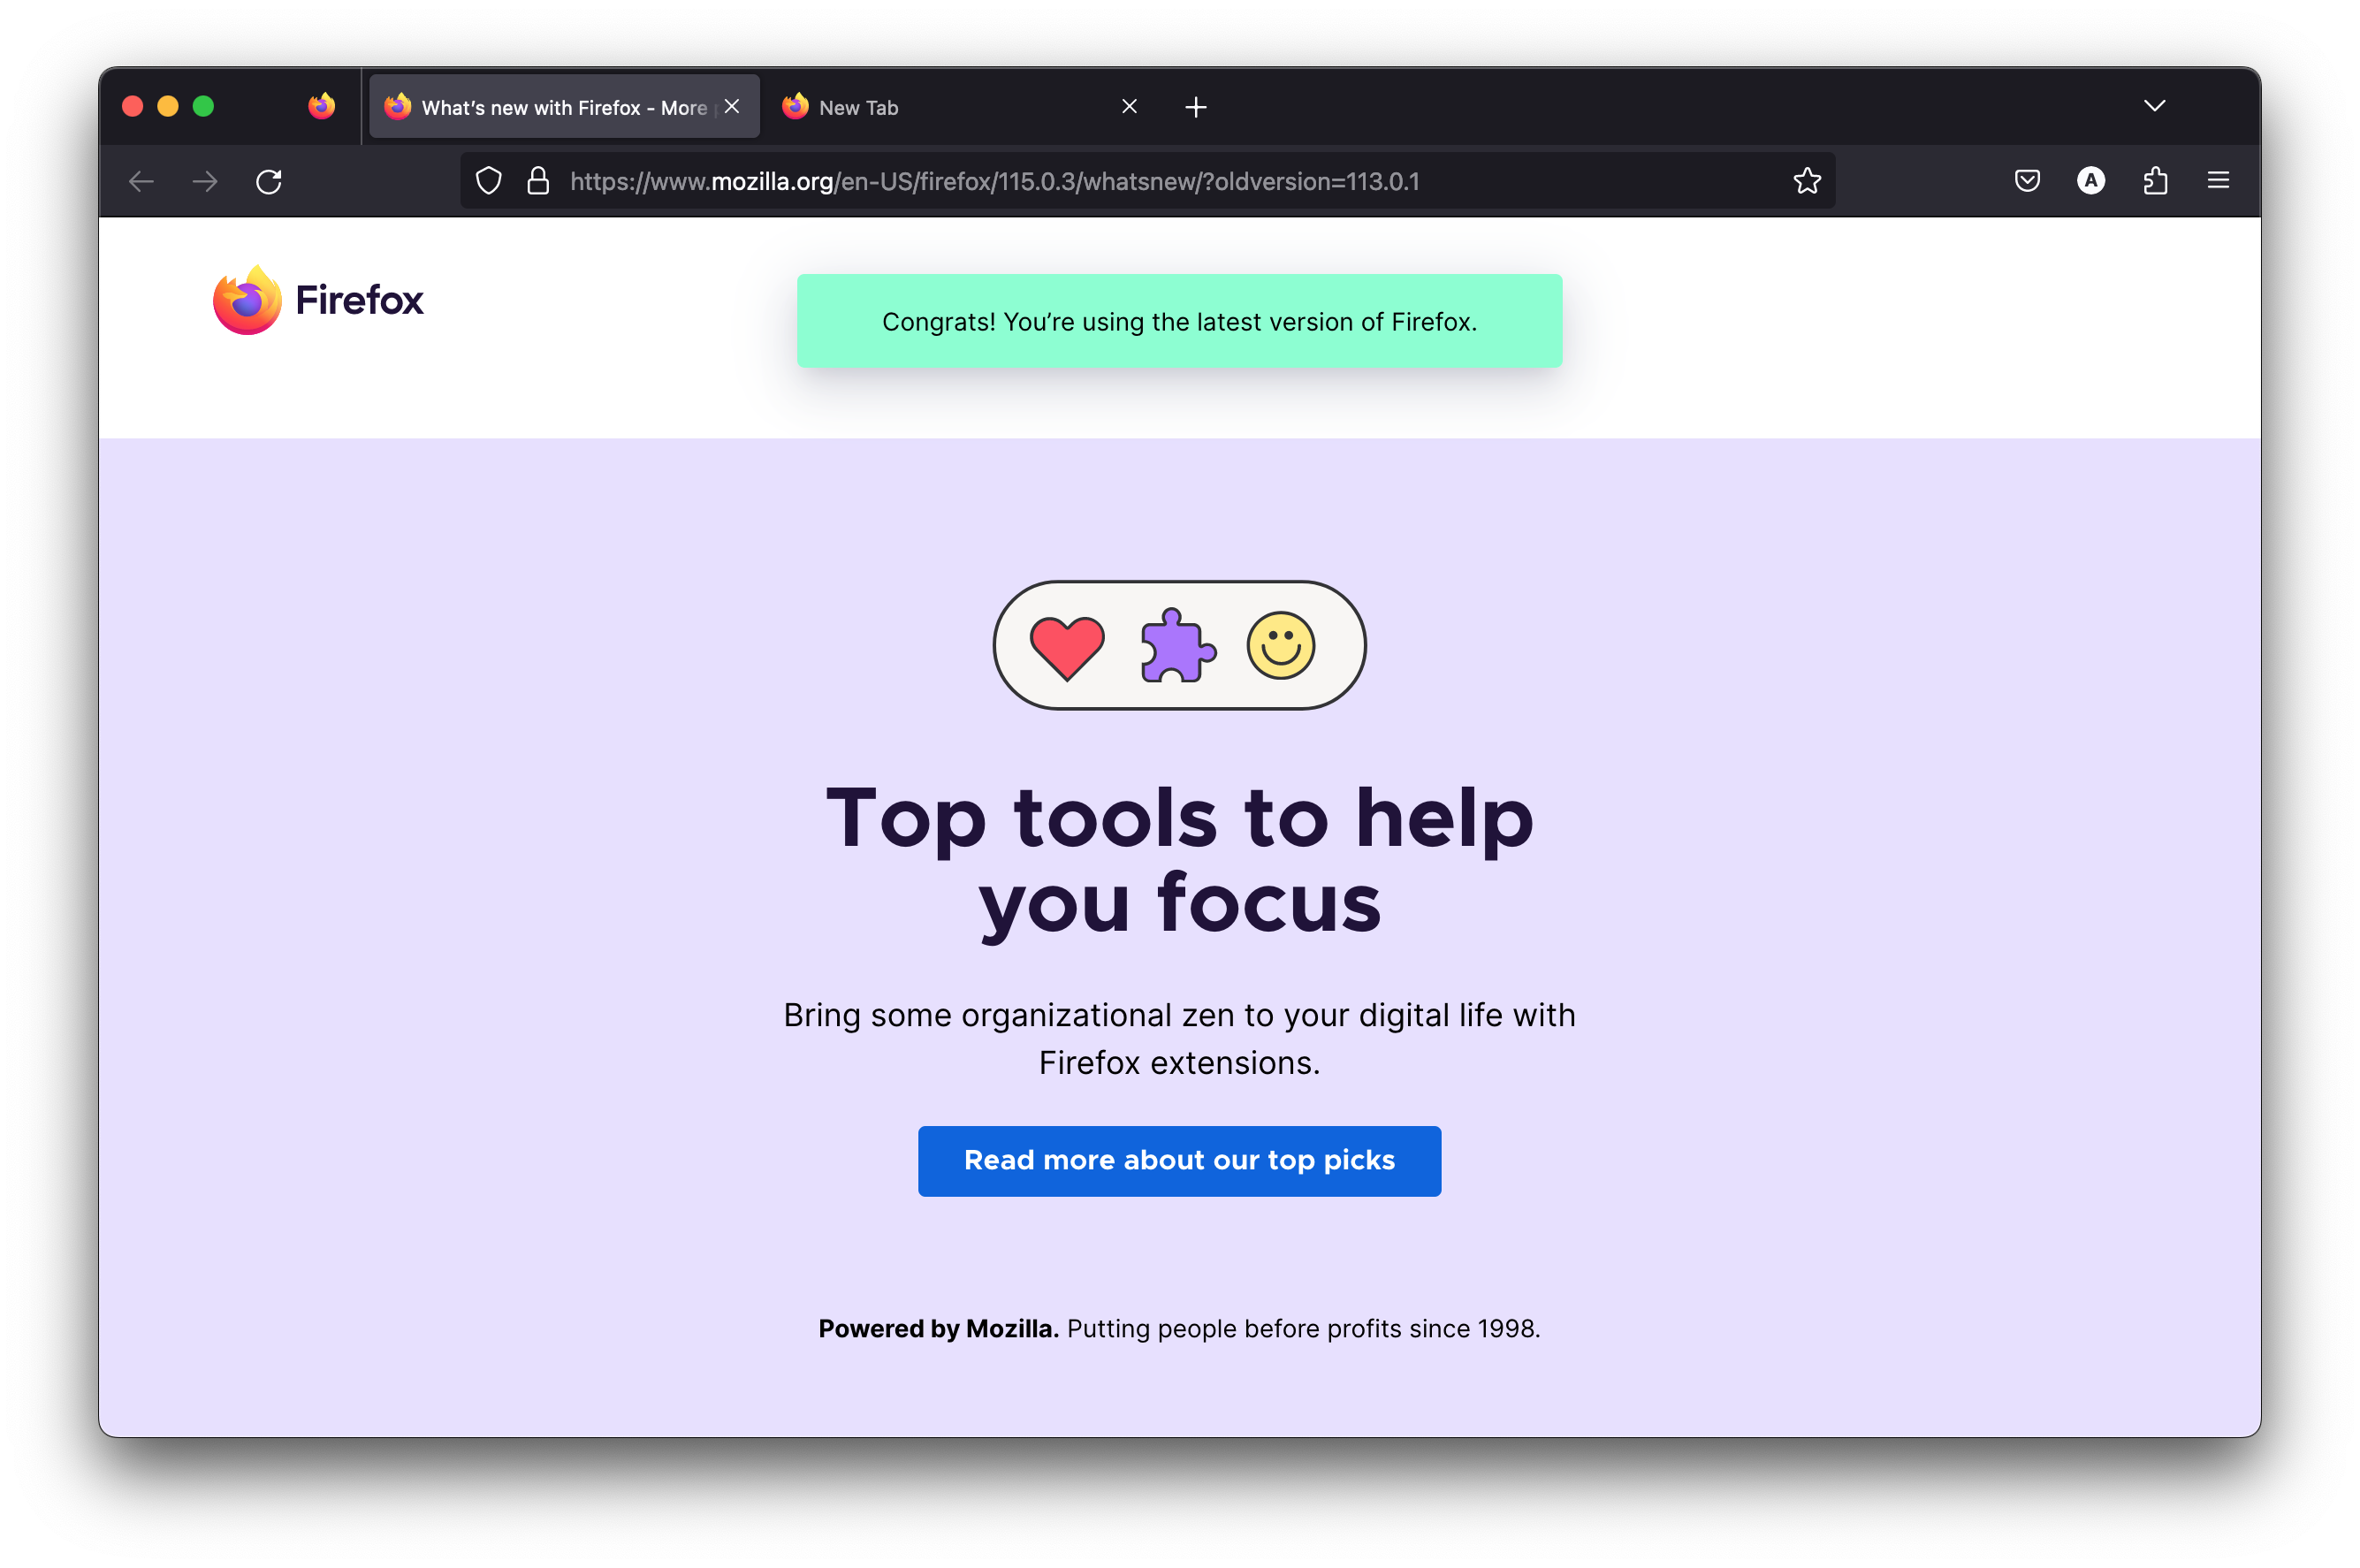 What's new with Firefox - More
New Tab
https://www.mozilla.org/en-US/firefox/115.0.3/whatsnew/?oldversion=113.0.1
A
Firefox
Congrats! You’re using the latest version of Firefox.
Top tools to help
you focus
Bring some organizational zen to your digital life with
Firefox extensions.
Read more about our top picks
Powered by Mozilla. Putting people before profits since 1998.